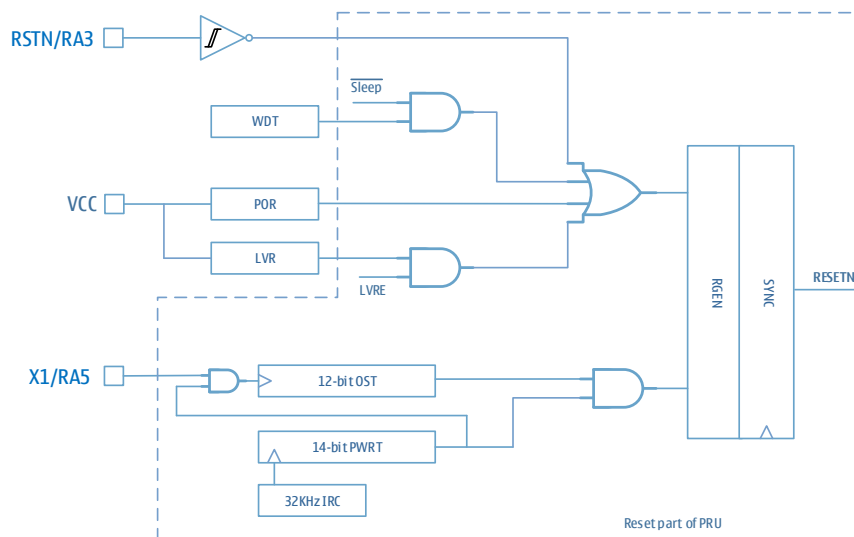 RSTN/RA3
Sleep
WDT
VCC
POR
LVR
LVRE
RGEN
SYNC
RESETN
X1/RA5
12-bit OST
14-bit PWRT
32KHz IRC
Reset part of PRU